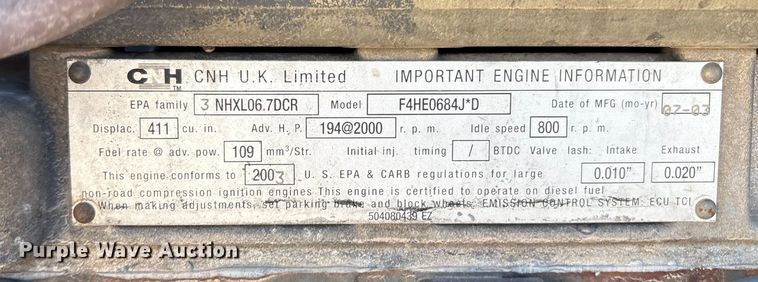 CNH U.K. Limited IMPORTANT ENGINE INFORMATION
TM
EPA family 3 NHXL06.7DCR Model F4HE0684J*D Date of MFG (mo-yr) 02-03
Displac. 411 cu. in. Adv. H.P. 194@2000 r. p. m. Idle speed 800 r. p. m.
Fuel rate @ adv. pow. 109 mm³/Str. Initial inj. timing / BTDC Valve lash: Intake Exhaust
This engine conforms to 2003 U. S. EPA & CARB regulations for large 0.010" 0.020"
non-road compression ignition engines This engine is certified to operate on diesel fuel
When making adjustments, set parking brake and block wheels. EMISSION CONTROL SYSTEM: ECU TCI
504080439 EZ
Purple Wave Auction